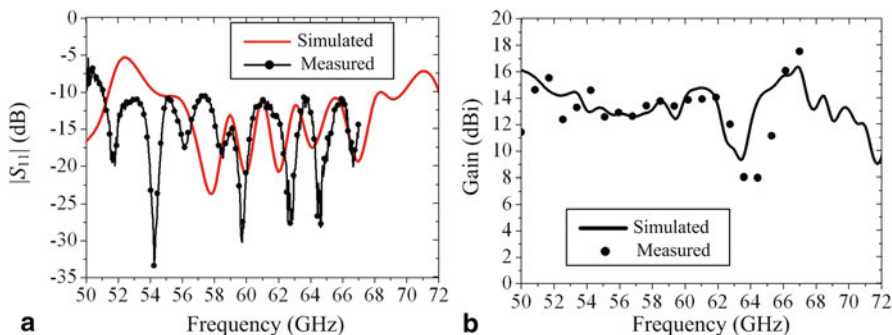 0
-5
-10
-15
-20
-25
-30
-35
|S11| (dB)
Simulated
Measured
50 52 54 56 58 60 62 64 66 68 70 72
Frequency (GHz)
a
20
18
16
14
12
10
8
6
4
2
0
Gain (dBi)
Simulated
Measured
50 52 54 56 58 60 62 64 66 68 70 72
Frequency (GHz)
b